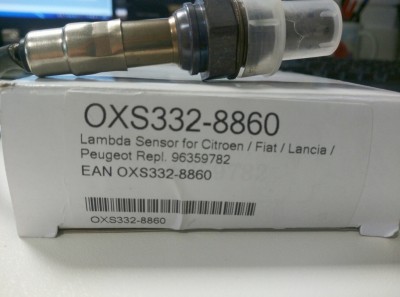 OXS332-8860
Lambda Sensor for Citroen / Fiat / Lancia /
Peugeot Repl. 96359782
EAN OXS332-8860
OXS332-8860